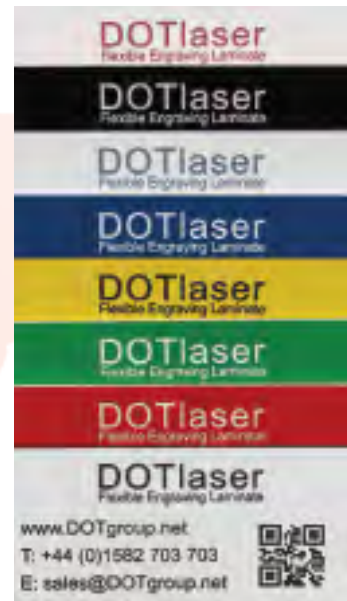 DOTlaser
Flexible Engraving Laminate
DOTlaser
Flexible Engraving Laminate
DOTlaser
Flexible Engraving Laminate
DOTlaser
Flexible Engraving Laminate
DOTlaser
Flexible Engraving Laminate
DOTlaser
Flexible Engraving Laminate
DOTlaser
Flexible Engraving Laminate
DOTlaser
Flexible Engraving Laminate
www.DOTgroup.net
T: +44 (0)1582 703 703
E: sales@DOTgroup.net